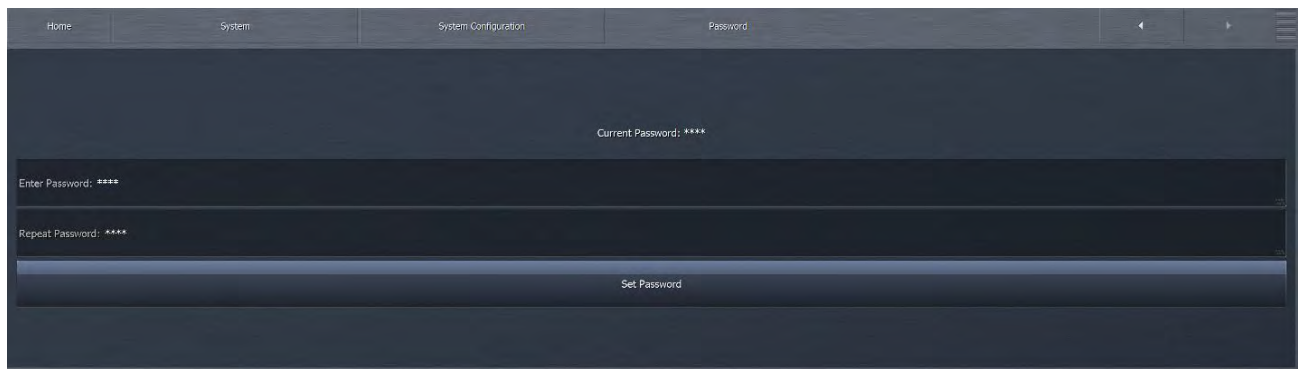 Home System System Configuration Password
Current Password: ****
Enter Password: ****
Repeat Password: ****
Set Password